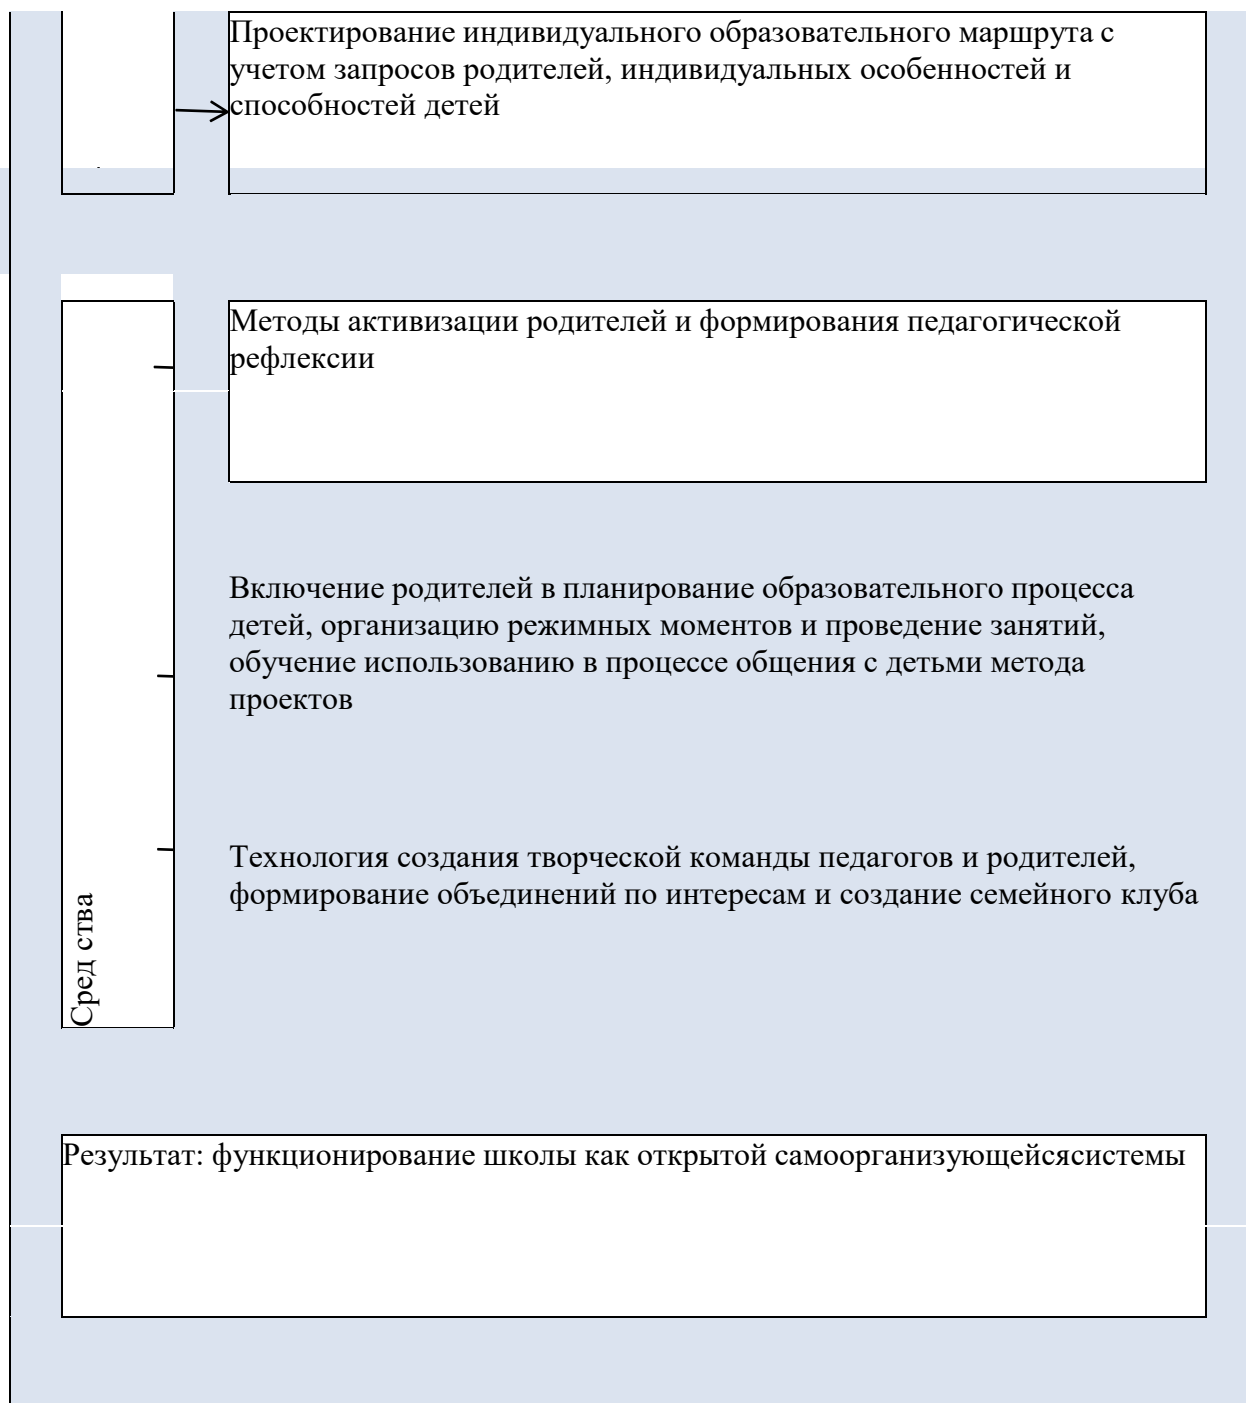 Проектирование индивидуального образовательного маршрута с
учетом запросов родителей, индивидуальных особенностей и
способностей детей
Методы активизации родителей и формирования педагогической
рефлексии
Включение родителей в планирование образовательного процесса
детей, организацию режимных моментов и проведение занятий,
обучение использованию в процессе общения с детьми метода
проектов
Технология создания творческой команды педагогов и родителей,
формирование объединений по интересам и создание семейного клуба
Сред ства
Результат: функционирование школы как открытой самоорганизующейсясистемы